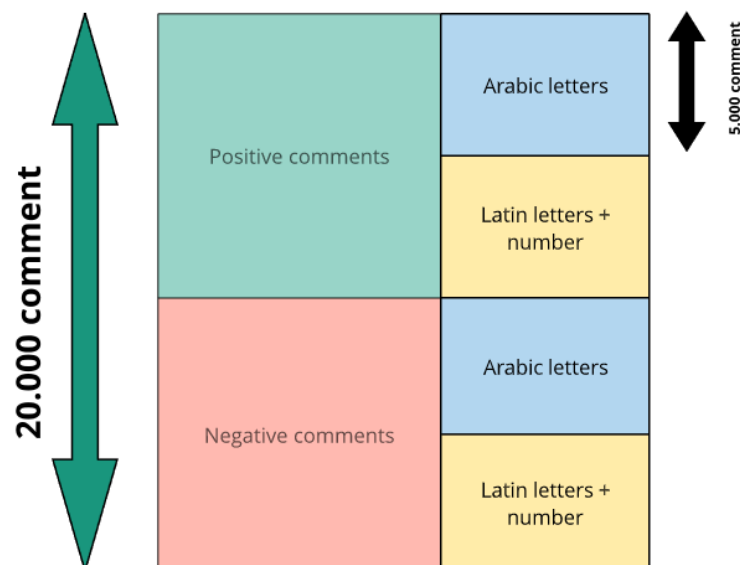 20.000 comment
Positive comments
Arabic letters
5.000 comment
Latin letters +
number
Negative comments
Arabic letters
Latin letters +
number